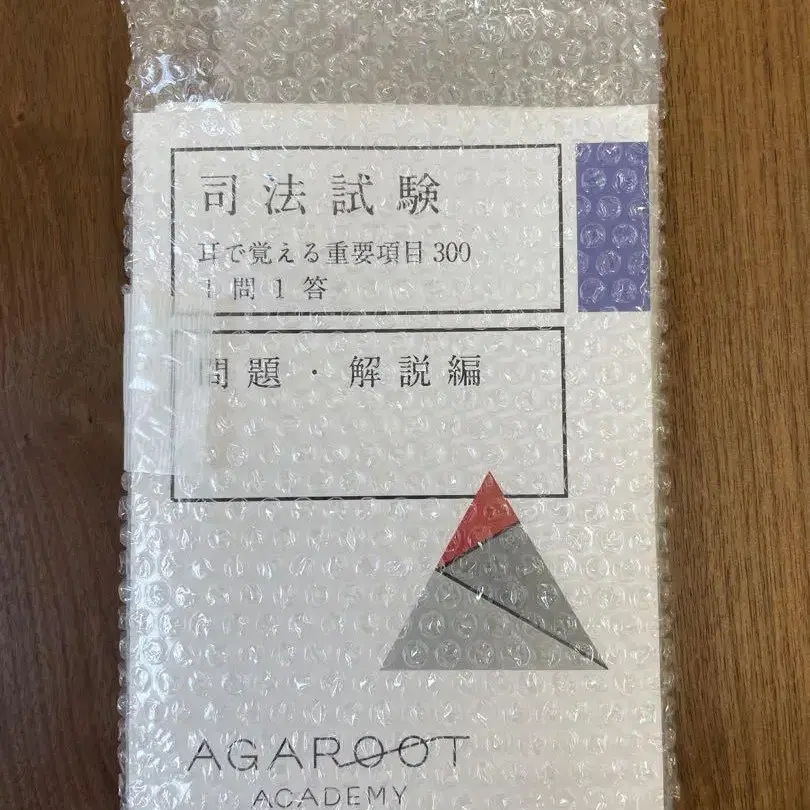 司法試験
耳で覚える重要項目300
1問1答
問題・解説編
AGAROOT
ACADEMY